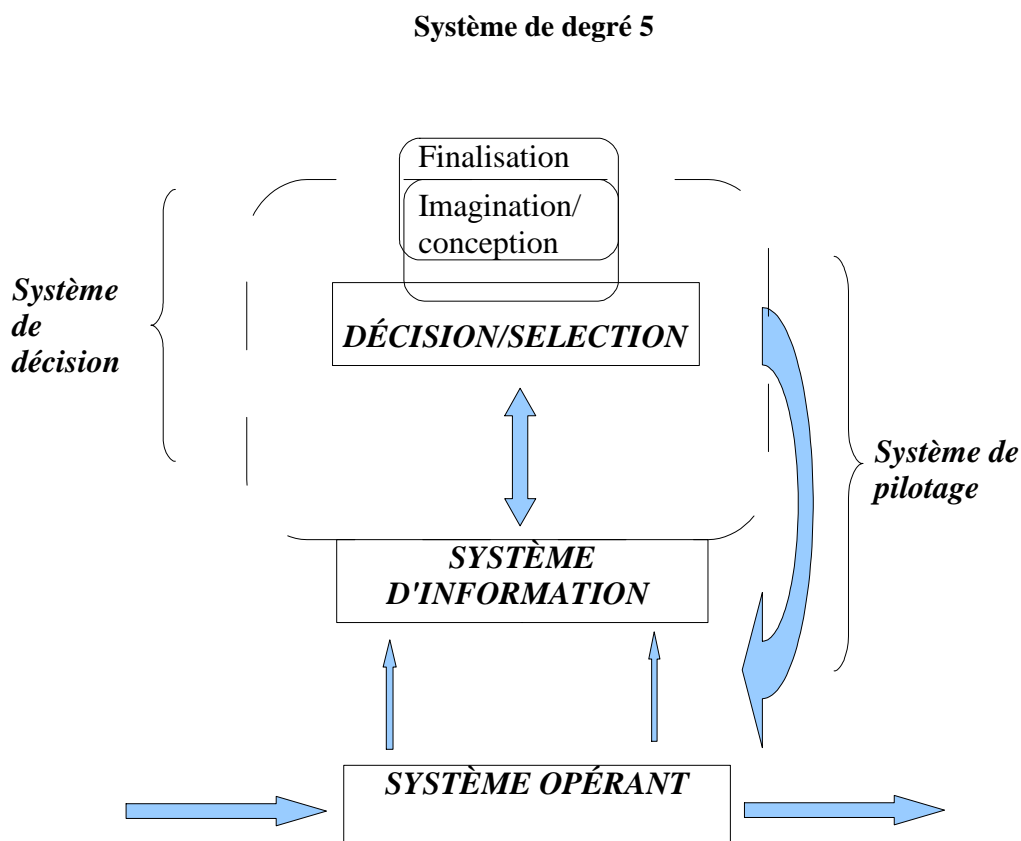 Système de degré 5
Finalisation
Imagination/
conception
Système
de
décision
DÉCISION/SELECTION
Système de
pilotage
SYSTÈME
D'INFORMATION
SYSTÈME OPÉRANT